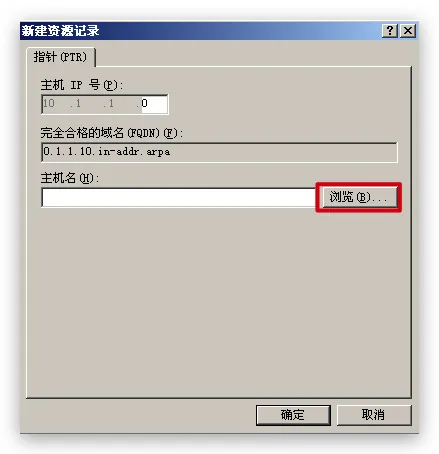 新建资源记录
指针(PTR)
主机 IP 号(P):
10 .1 .1 .0
完全合格的域名(FQDN)(F):
0.1.1.10.in-addr.arpa
主机名(H):
浏览(B)...
确定
取消